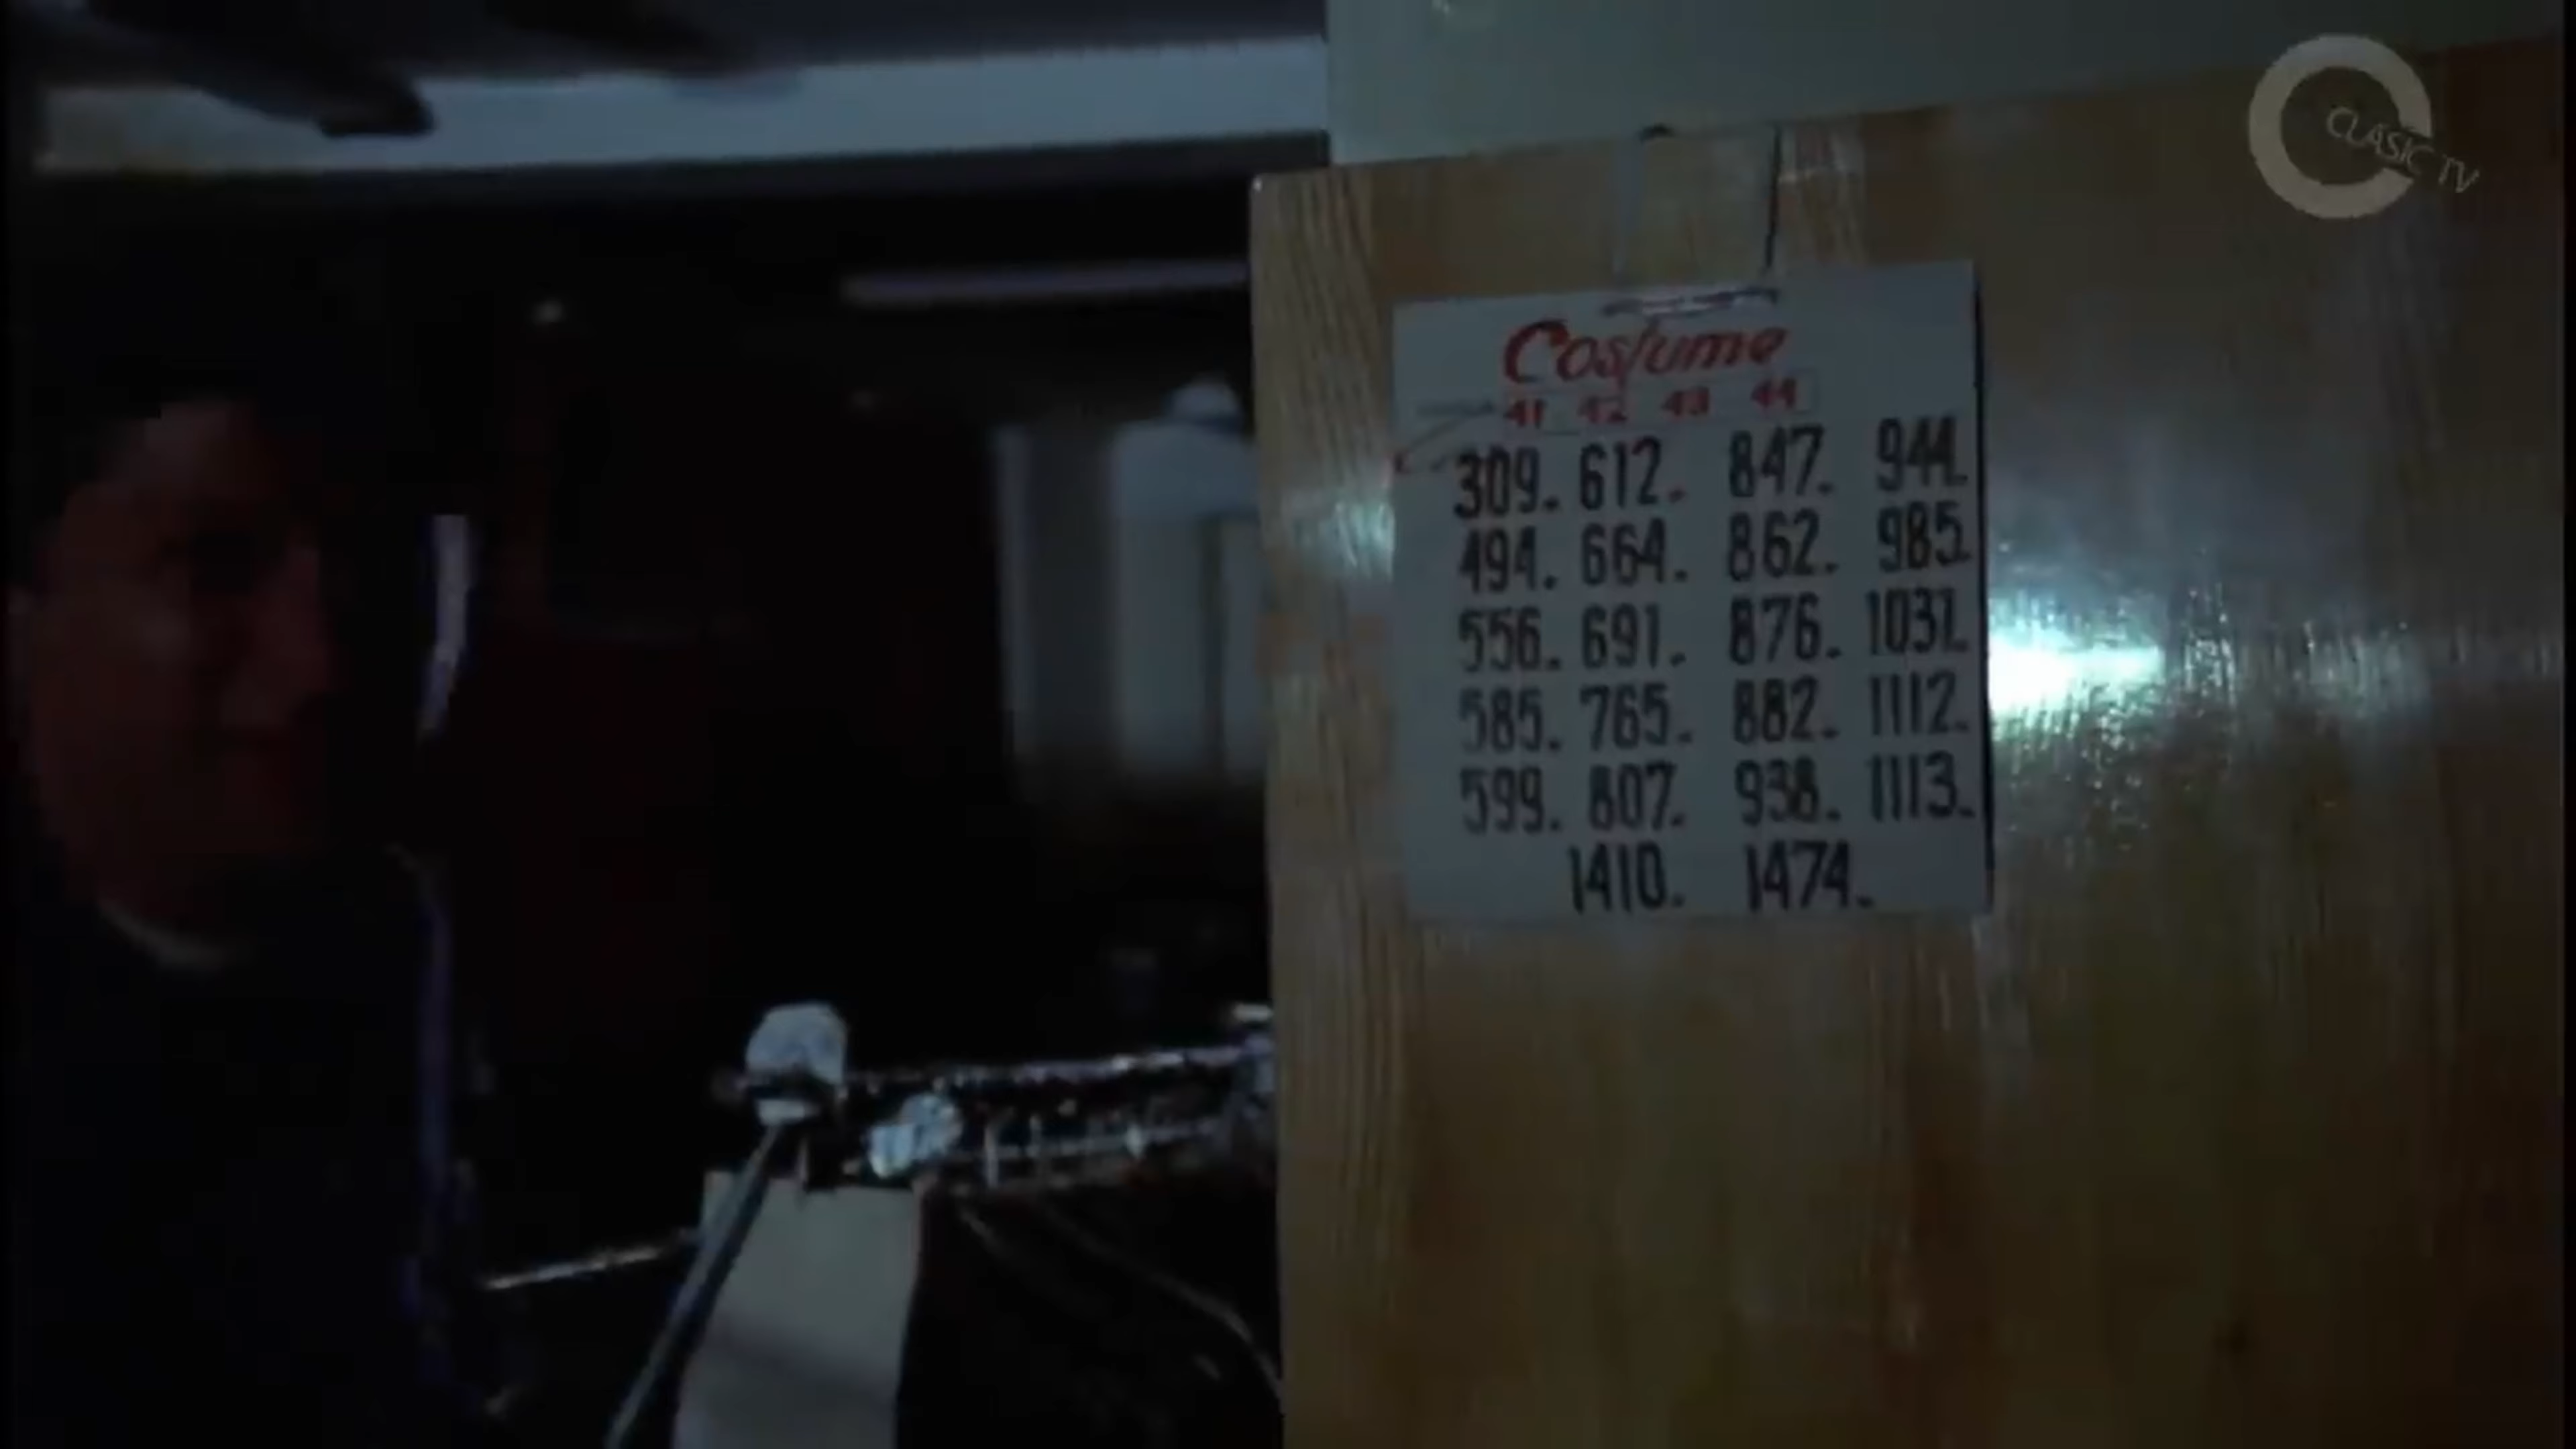 CLASIC TV
Costume
41 42 43 44
309. 612. 847. 944.
494. 664. 862. 985.
556. 691. 876. 1031.
585. 765. 882. 1112.
599. 807. 938. 1113.
1410. 1474.